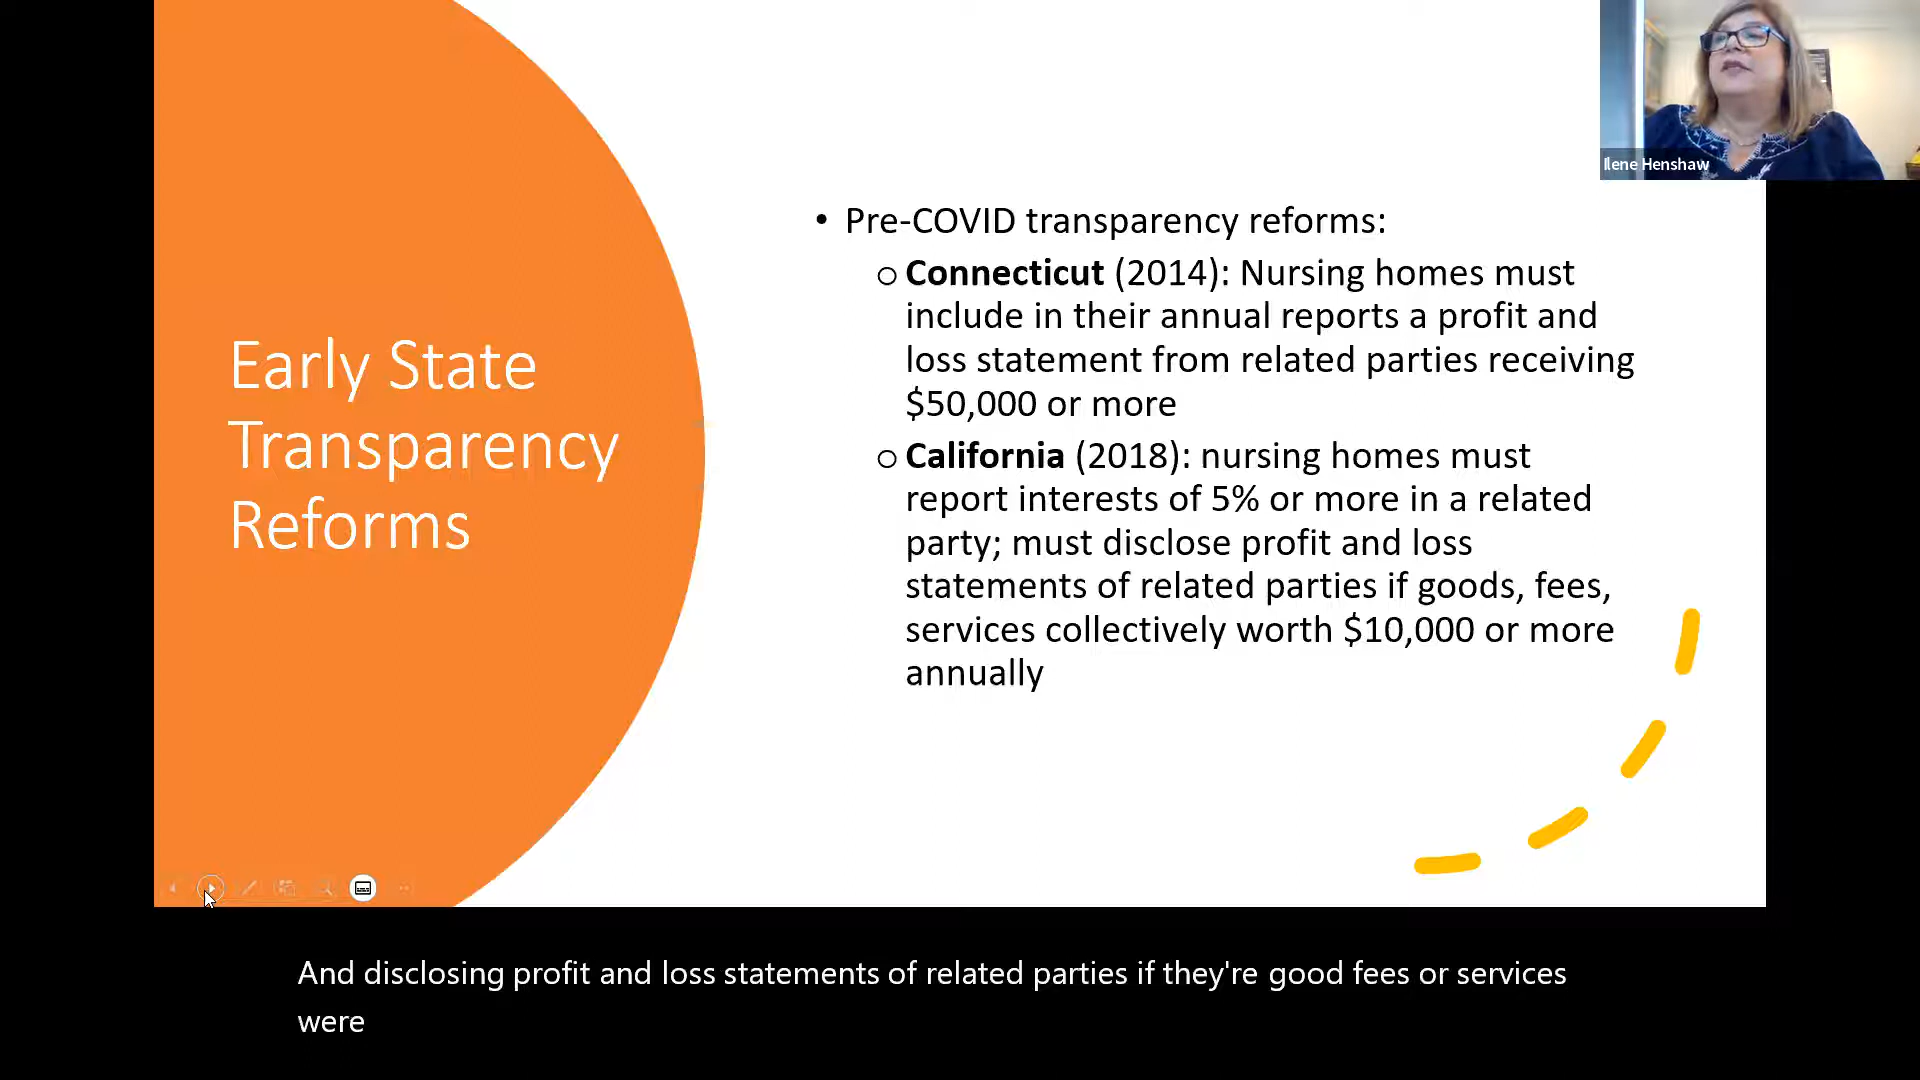 Ilene Henshaw
Early State
Transparency
Reforms
• Pre-COVID transparency reforms:
o Connecticut (2014): Nursing homes must
include in their annual reports a profit and
loss statement from related parties receiving
$50,000 or more
o California (2018): nursing homes must
report interests of 5% or more in a related
party; must disclose profit and loss
statements of related parties if goods, fees,
services collectively worth $10,000 or more
annually
And disclosing profit and loss statements of related parties if they're good fees or services
were